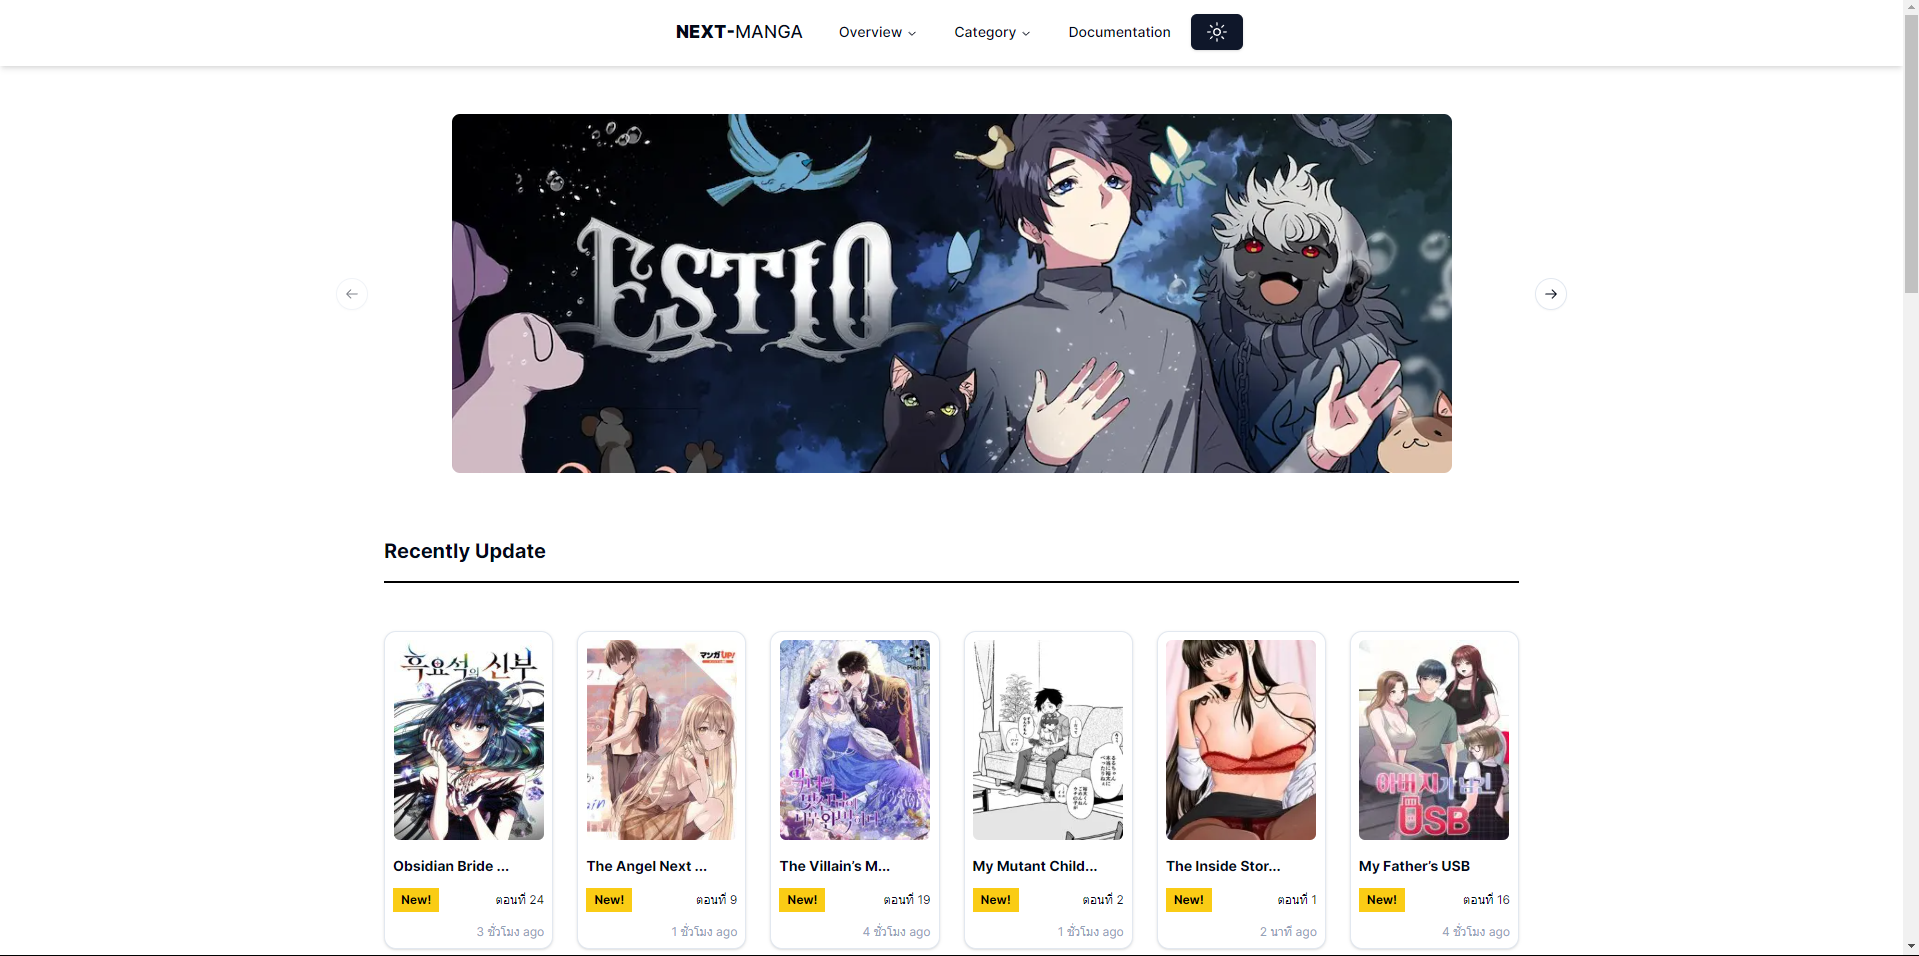 NEXT-MANGA
Overview
Category
Documentation
ESTIO
Recently Update
흑요석의 신부
マンガUP!
아버지가 남긴
USB
Obsidian Bride ...
The Angel Next ...
The Villain’s M...
My Mutant Child...
The Inside Stor...
My Father’s USB
New!
ตอนที่ 24
New!
ตอนที่ 9
New!
ตอนที่ 19
New!
ตอนที่ 2
New!
ตอนที่ 1
New!
ตอนที่ 16
3 ชั่วโมง ago
1 ชั่วโมง ago
4 ชั่วโมง ago
1 ชั่วโมง ago
2 นาที ago
4 ชั่วโมง ago